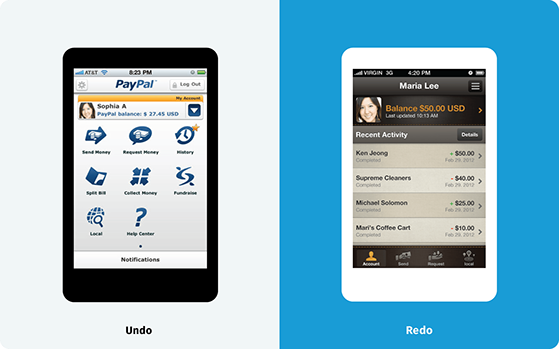 AT&T 8:23 PM
PayPal
Log Out
My Account
Sophia A
PayPal balance: $ 27.45 USD
Send Money Request Money History
Split Bill Collect Money Fundraise
Local Help Center
Notifications
Undo
VIRGIN 3G 4:20 PM
Maria Lee
Balance $50.00 USD
Last updated 10:13 AM
Recent Activity Details
Ken Jeong + $50.00
Completed Feb 29, 2012
Supreme Cleaners - $40.00
Completed Feb 29, 2012
Michael Solomon + $25.00
Completed Feb 29, 2012
Mari's Coffee Cart - $10.00
Completed Feb 29, 2012
Account Send Request local
Redo